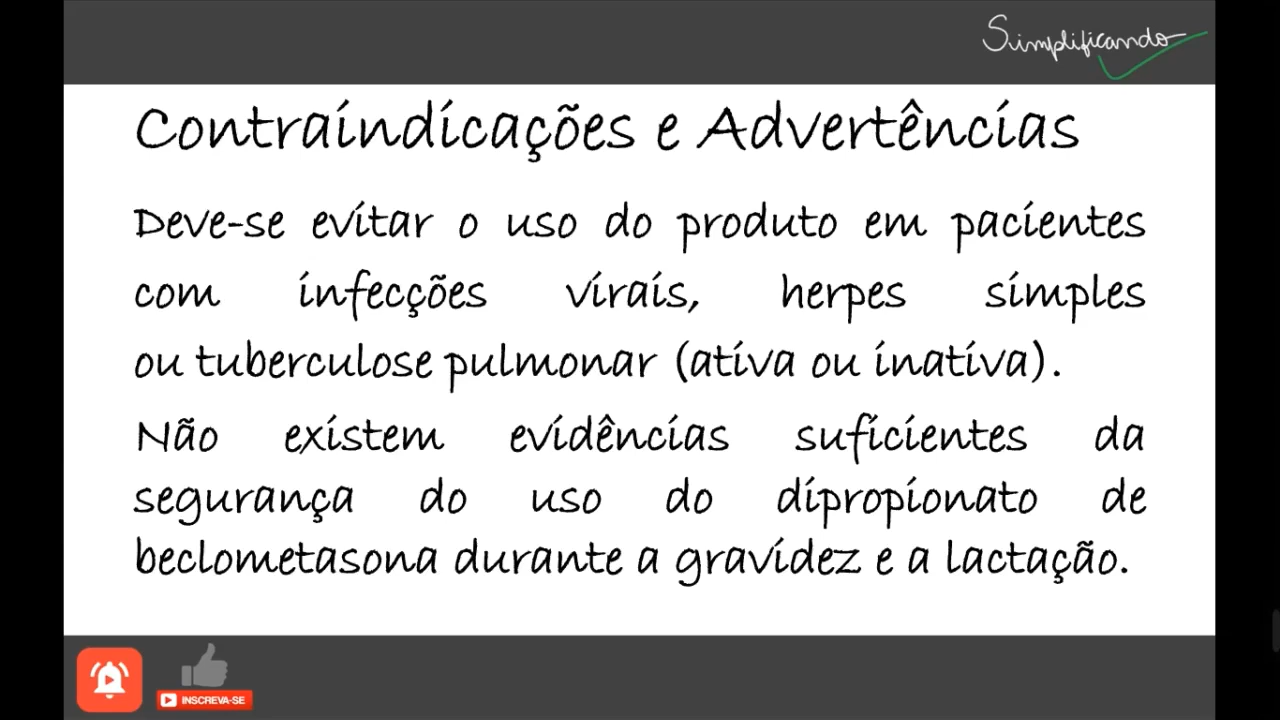 Simplificando
Contraindicações e Advertências
Deve-se evitar o uso do produto em pacientes
com infecções virais, herpes simples
ou tuberculose pulmonar (ativa ou inativa).
Não existem evidências suficientes da
segurança do uso do dipropionato de
beclometasona durante a gravidez e a lactação.
INSCREVA-SE